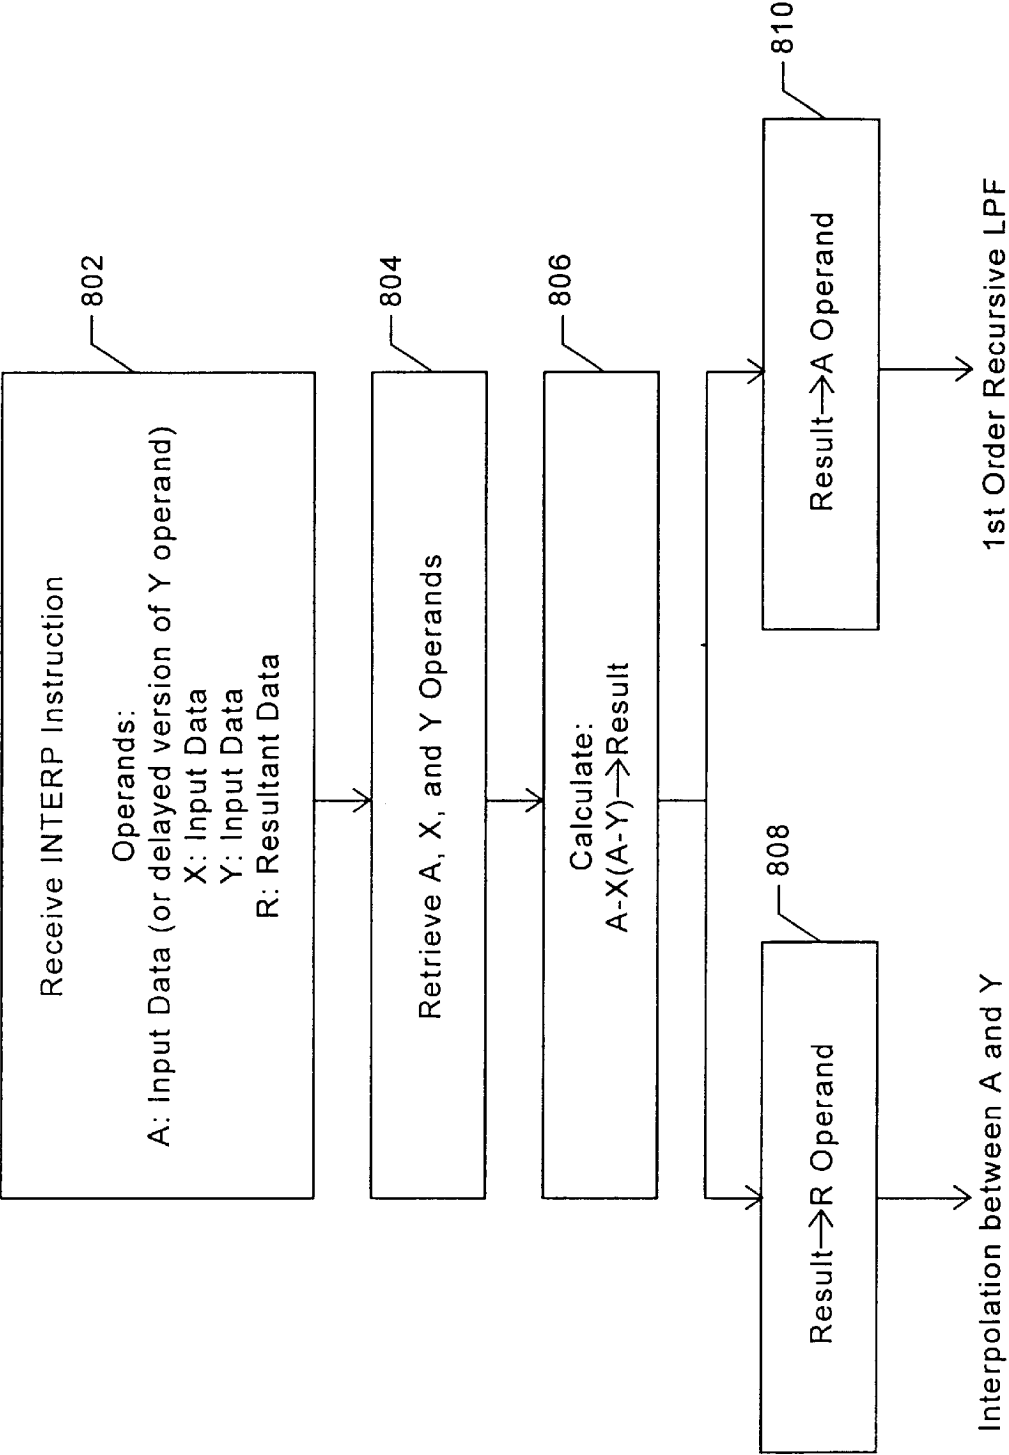 802
Receive INTERP Instruction
Operands:
A: Input Data (or delayed version of Y operand)
X: Input Data
Y: Input Data
R: Resultant Data
804
Retrieve A, X, and Y Operands
806
Calculate:
A-X(A-Y)→Result
808
Result→R Operand
Interpolation between A and Y
810
Result→A Operand
1st Order Recursive LPF